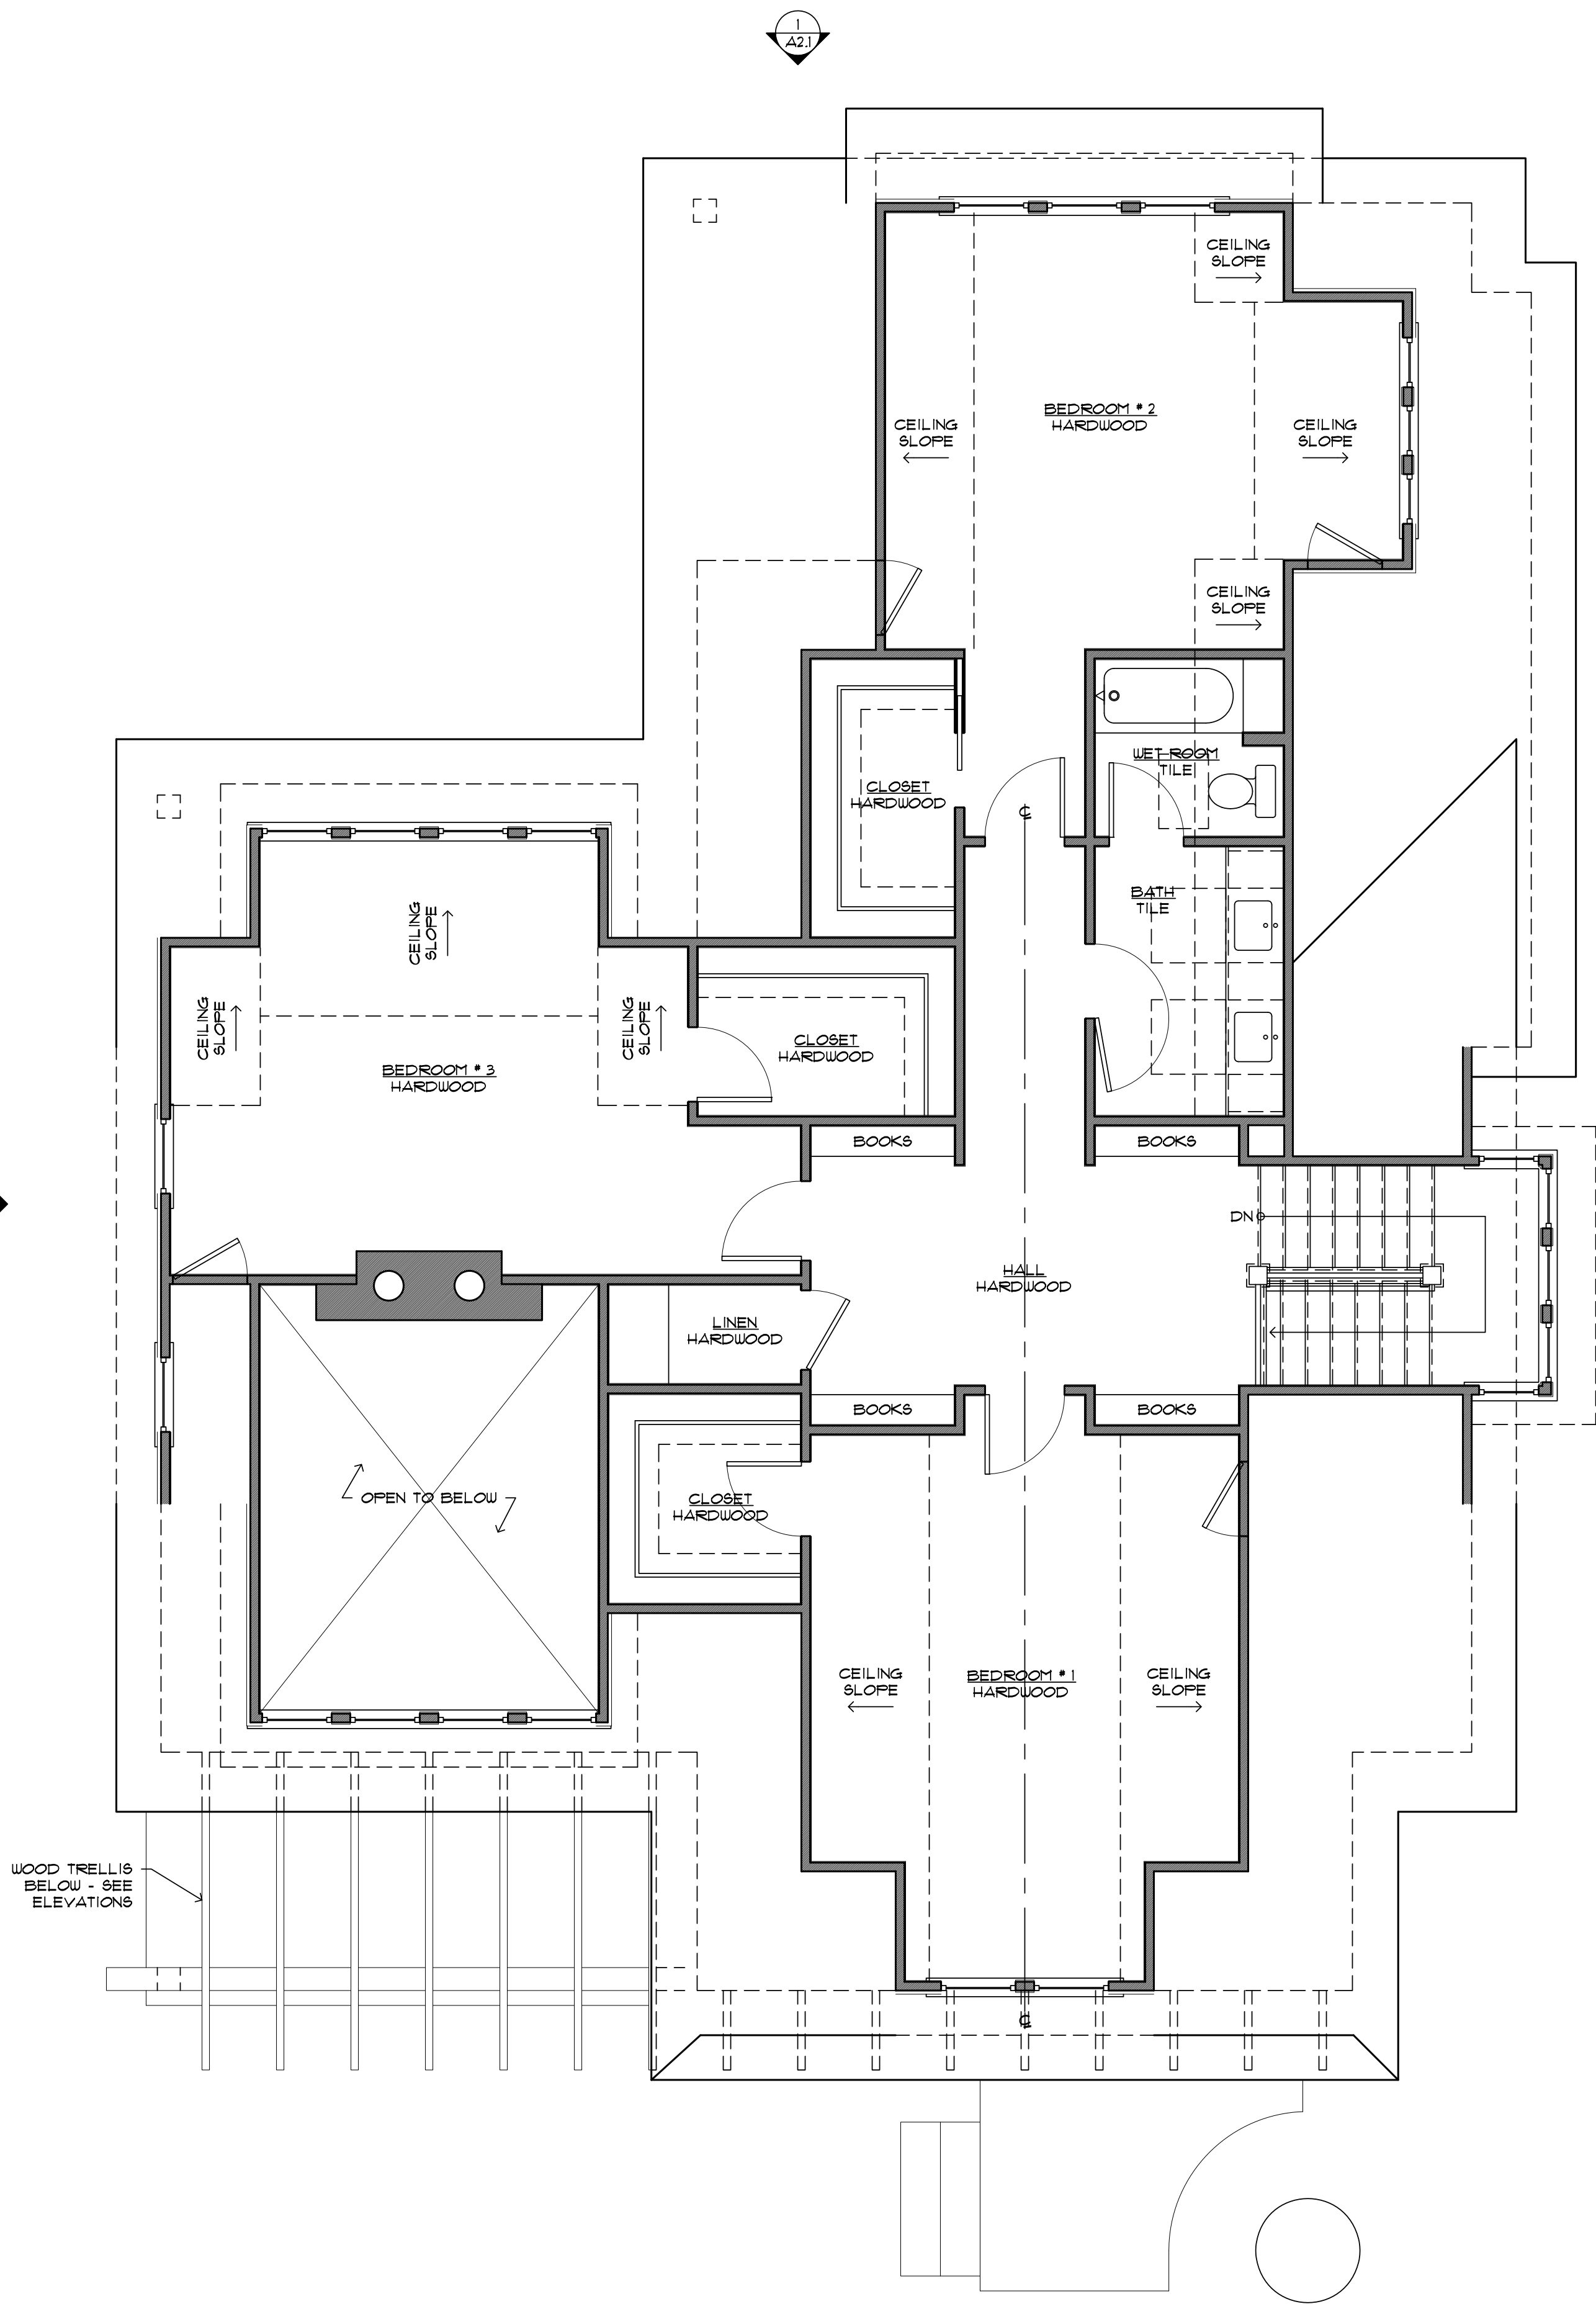 1
A2.1
CEILING
SLOPE
BEDROOM # 2
HARDWOOD
CEILING
SLOPE
CEILING
SLOPE
CEILING
SLOPE
WET-ROOM
TILE
CLOSET
HARDWOOD
℄
BATH
TILE
CEILING
SLOPE
CEILING
SLOPE
CEILING
SLOPE
CLOSET
HARDWOOD
BEDROOM # 3
HARDWOOD
BOOKS
BOOKS
DN
HALL
HARDWOOD
LINEN
HARDWOOD
BOOKS
BOOKS
OPEN TO BELOW
CLOSET
HARDWOOD
CEILING
SLOPE
BEDROOM # 1
HARDWOOD
CEILING
SLOPE
WOOD TRELLIS
BELOW - SEE
ELEVATIONS
℄